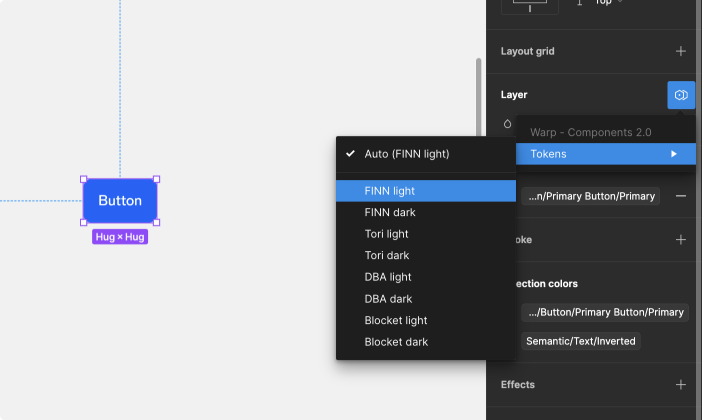 Top
Layout grid
Layer
Warp - Components 2.0
Tokens
Auto (FINN light)
FINN light
FINN dark
Tori light
Tori dark
DBA light
DBA dark
Blocket light
Blocket dark
Button
Hug × Hug
...n/Primary Button/Primary
oke
ection colors
.../Button/Primary Button/Primary
Semantic/Text/Inverted
Effects